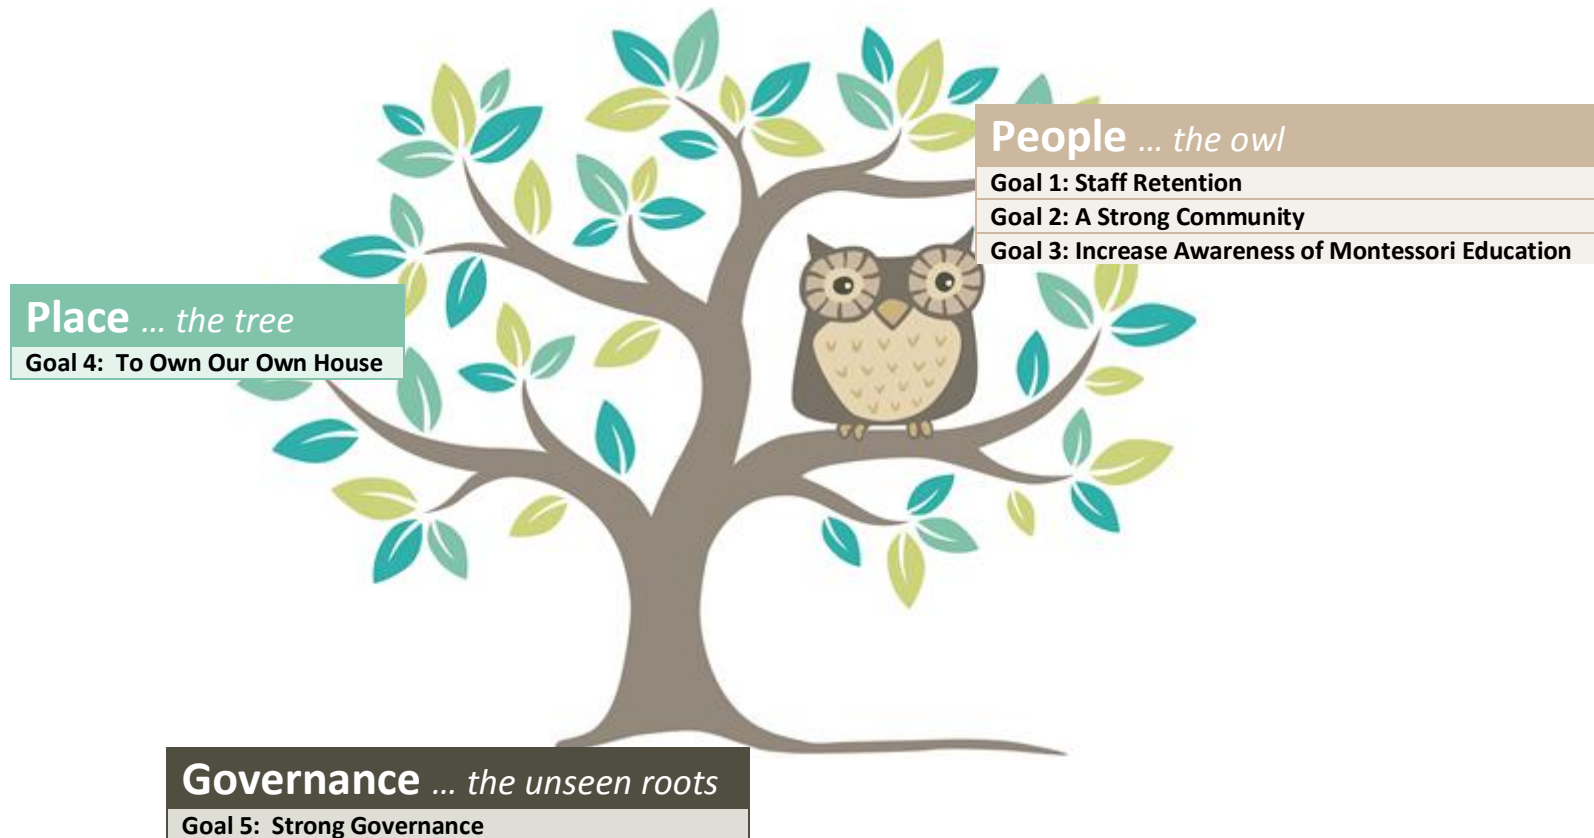 People ... the owl
Goal 1: Staff Retention
Goal 2: A Strong Community
Goal 3: Increase Awareness of Montessori Education
Place ... the tree
Goal 4: To Own Our Own House
Governance ... the unseen roots
Goal 5: Strong Governance